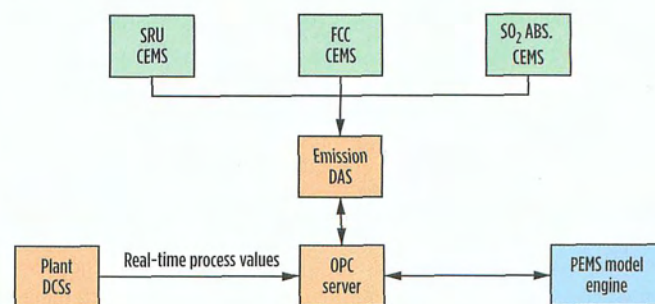 SRU
CEMS
FCC
CEMS
SO₂ ABS.
CEMS
Emission
DAS
Plant
DCSs
Real-time process values
OPC
server
PEMS model
engine